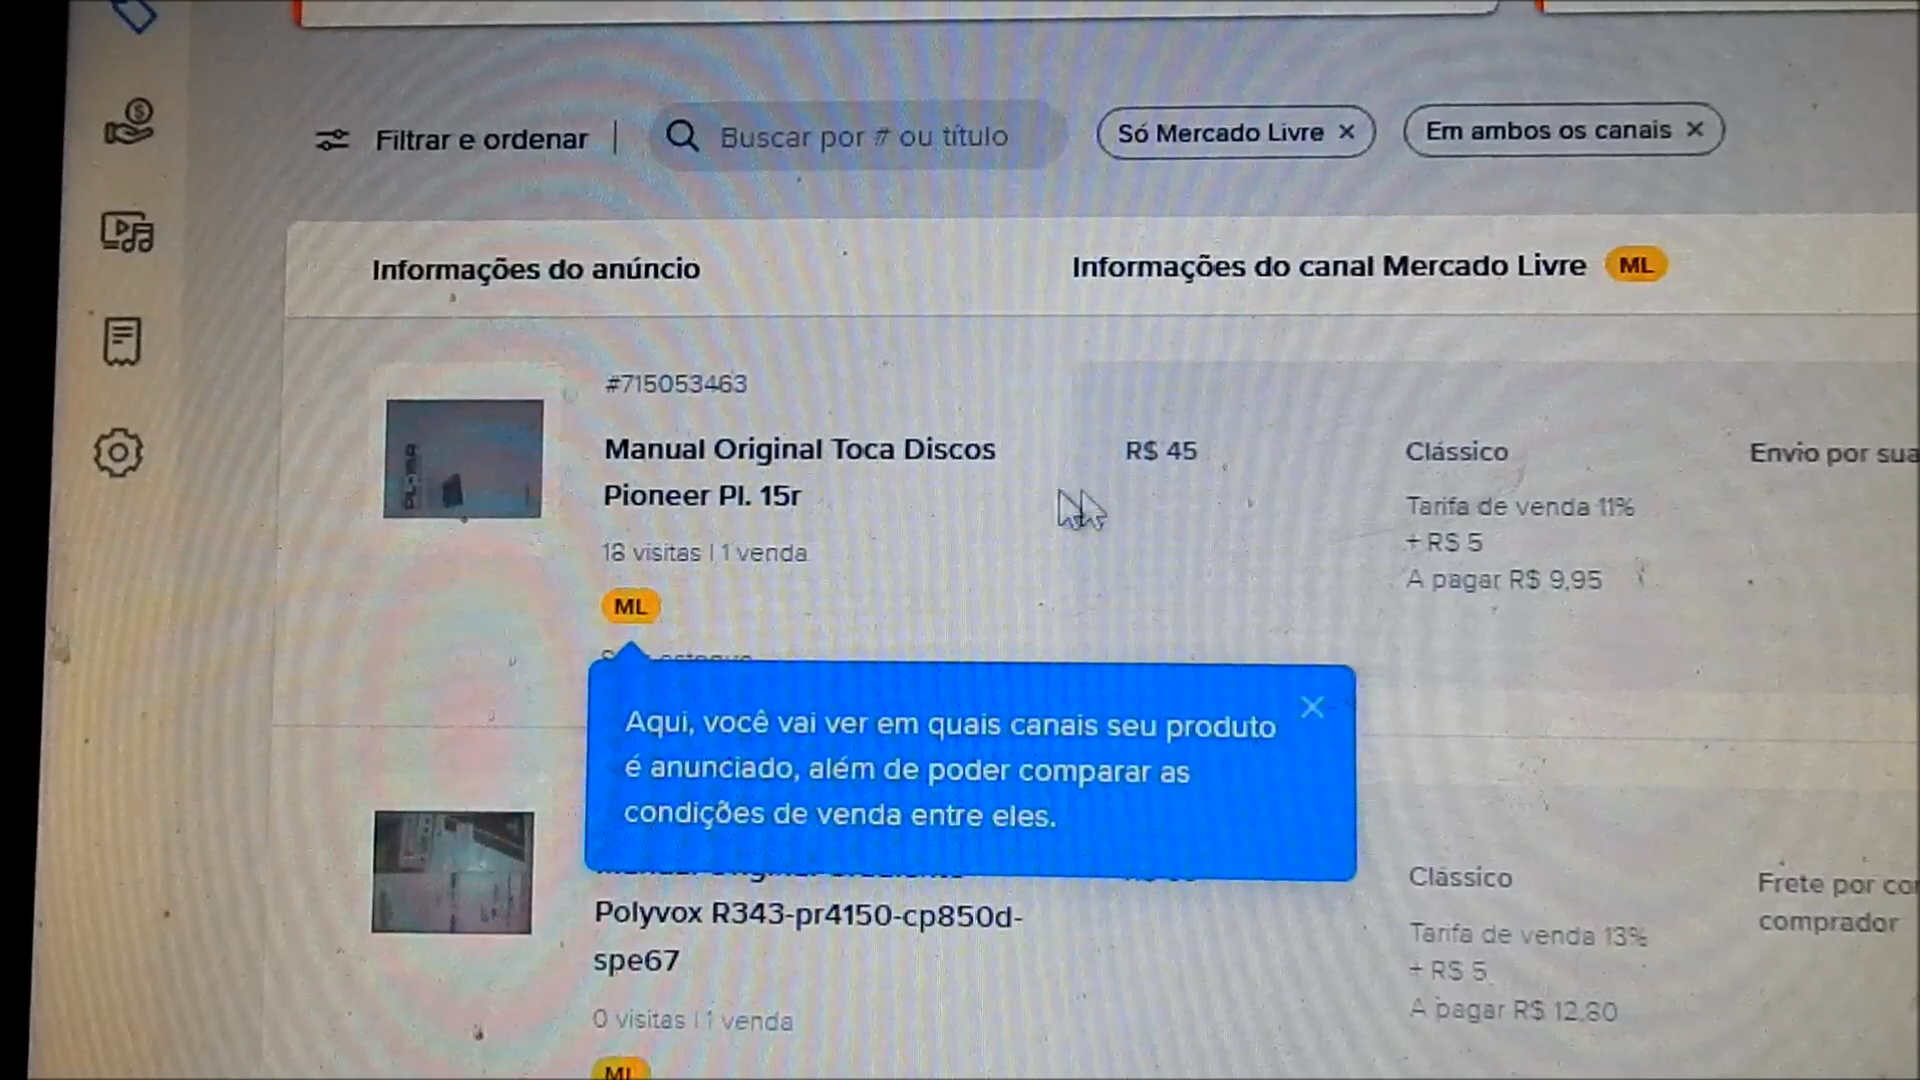 Filtrar e ordenar
Buscar por # ou título
Só Mercado Livre ×
Em ambos os canais ×
Informações do anúncio
Informações do canal Mercado Livre ML
#715053463
Manual Original Toca Discos
Pioneer Pl. 15r
18 visitas | 1 venda
ML
R$ 45
Clássico
Tarifa de venda 11%
+ R$ 5
A pagar R$ 9,95
Envio por sua
Aqui, você vai ver em quais canais seu produto
é anunciado, além de poder comparar as
condições de venda entre eles.
Polyvox R343-pr4150-cp850d-
spe67
0 visitas | 1 venda
ML
Clássico
Tarifa de venda 13%
+ R$ 5
A pagar R$ 12,80
Frete por co
comprador